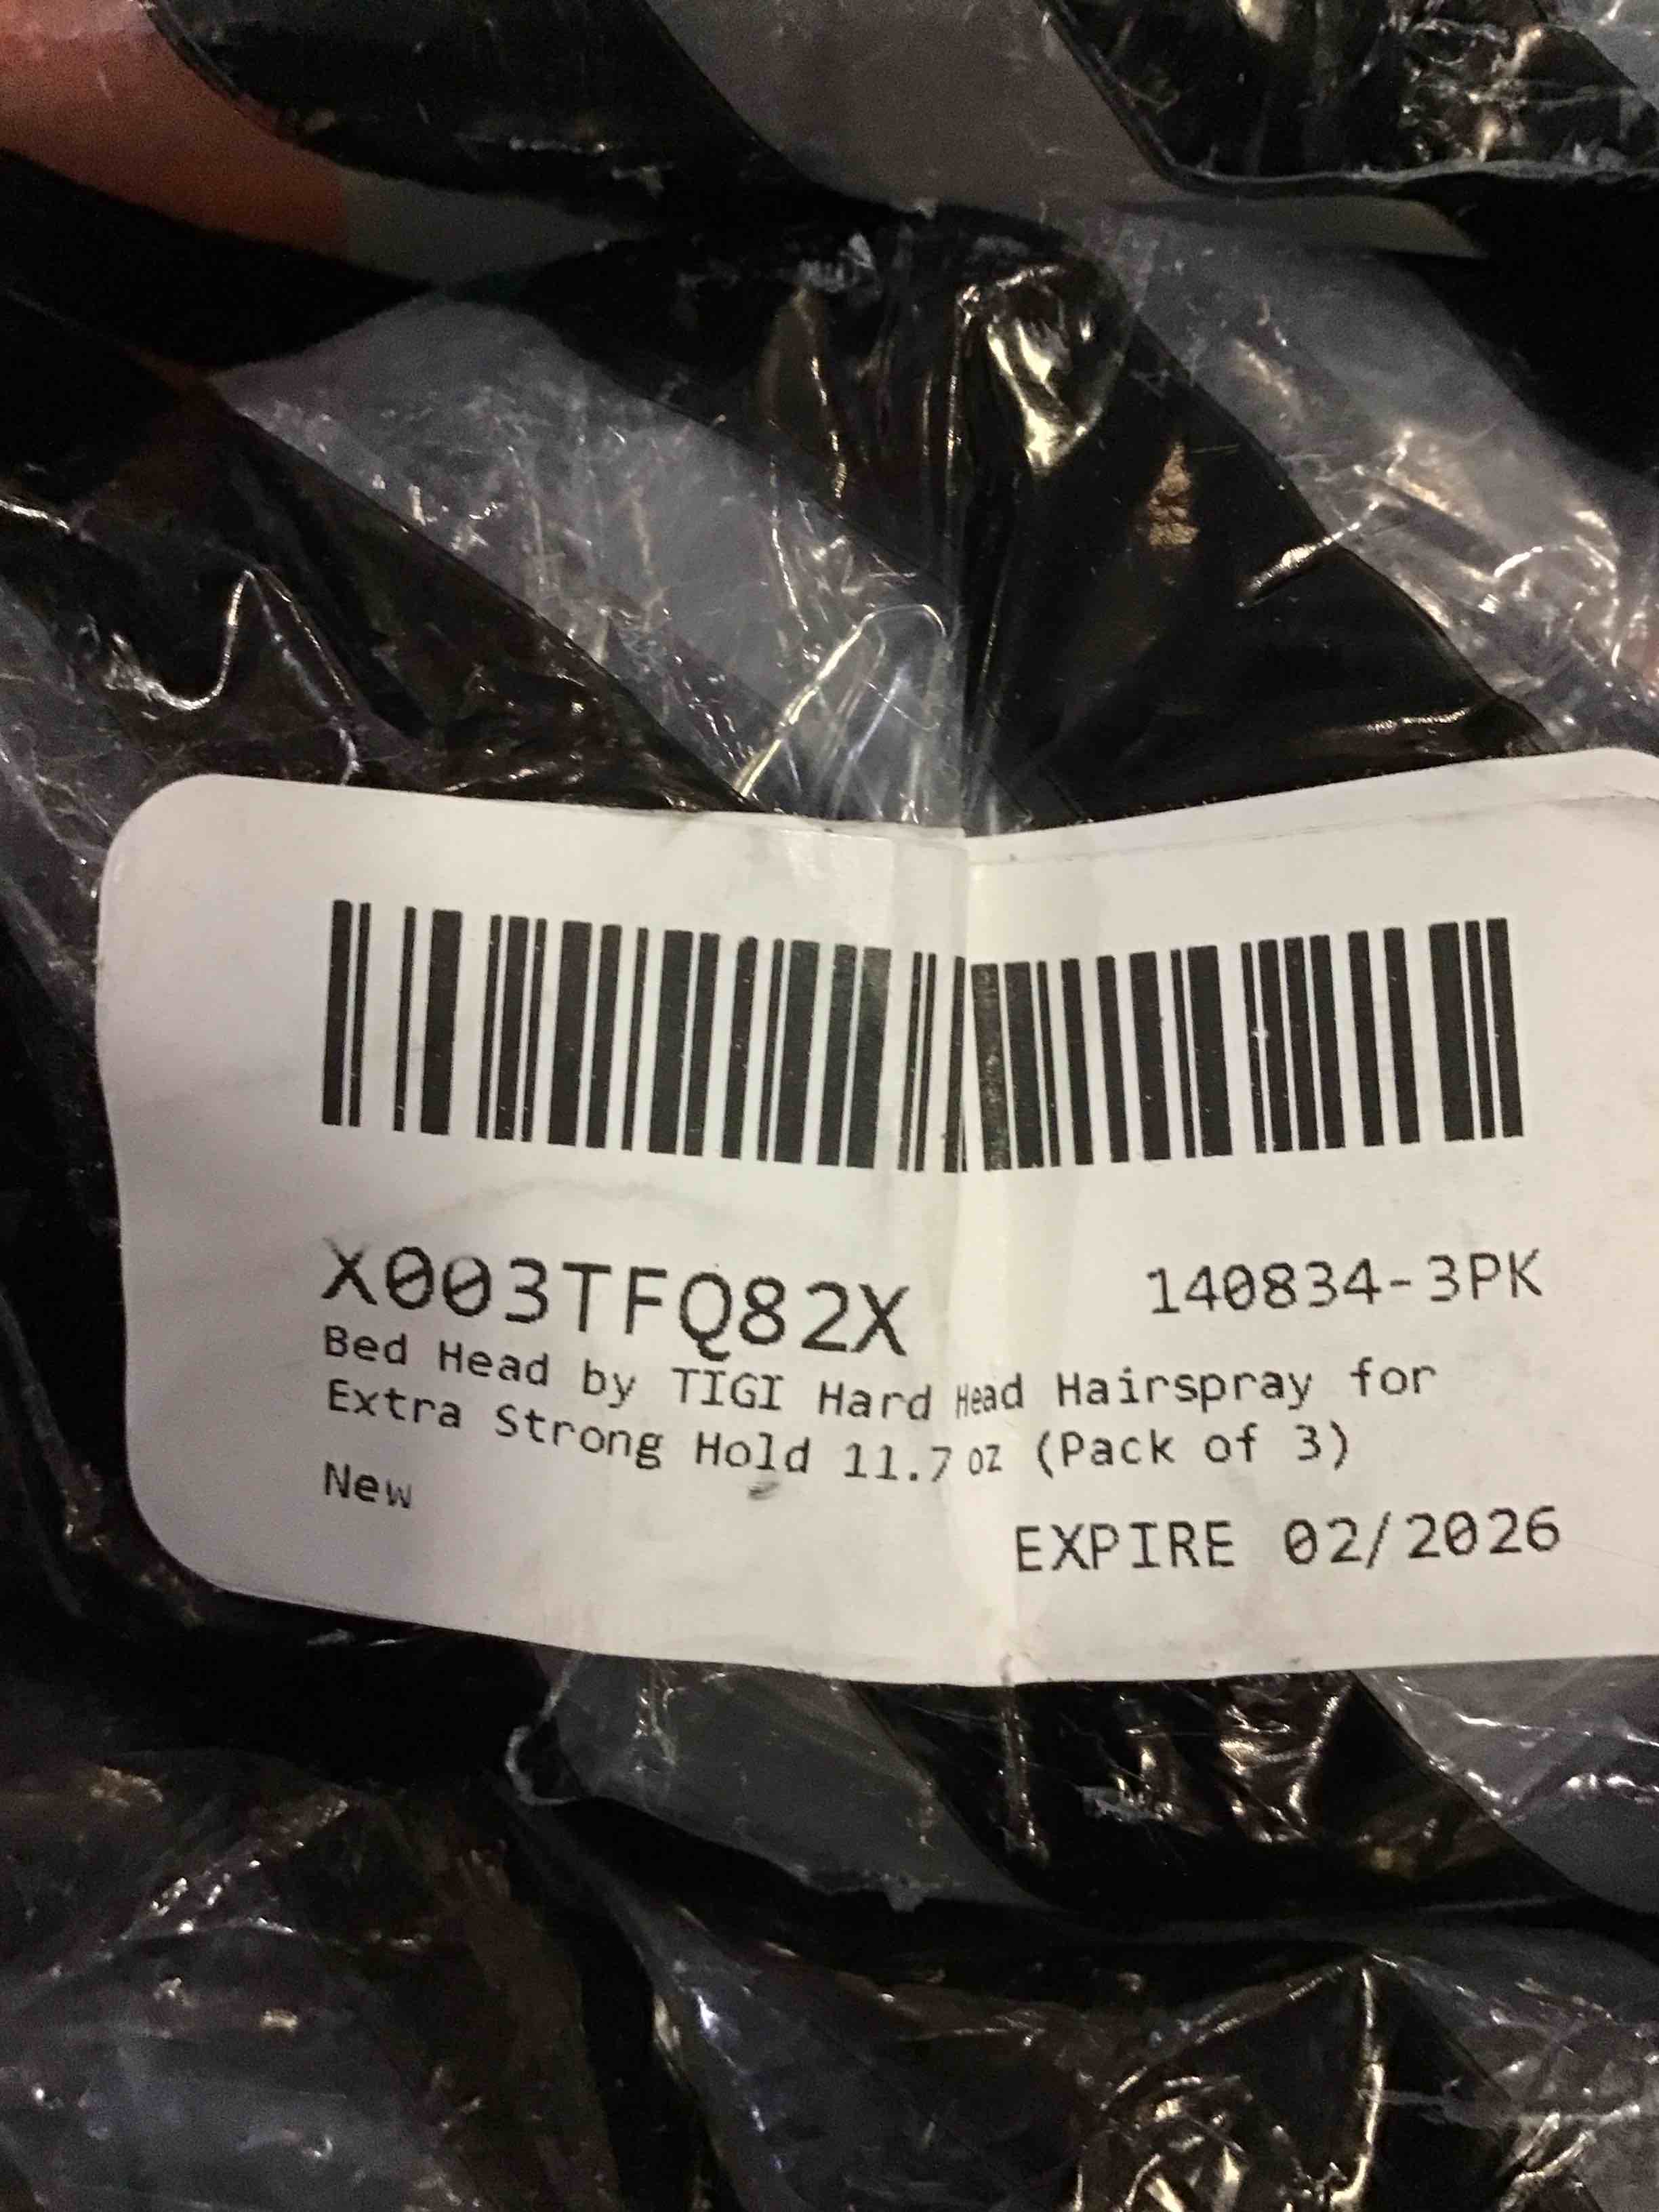 X003TFQ82X 140834-3PK
Bed Head by TIGI Hard Head Hairspray for
Extra Strong Hold 11.7 oz (Pack of 3)
New
EXPIRE 02/2026